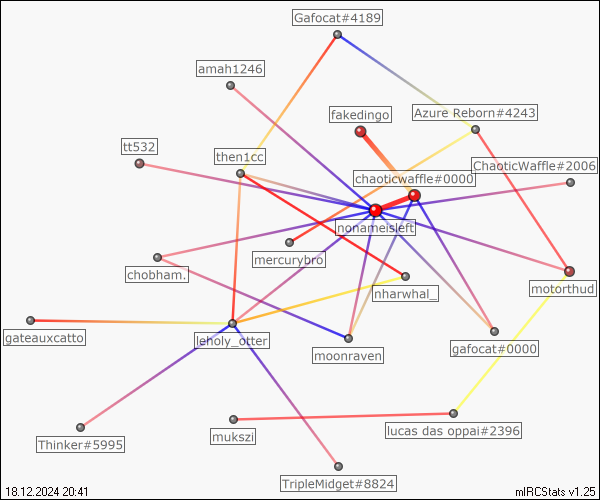 Gafocat#4189
amah1246
fakedingo
Azure Reborn#4243
tt532
then1cc
ChaoticWaffle#2006
chaoticwaffle#0000
nonameisleft
mercurybro
chobham.
motorthud
nharwhal_
gateauxcatto
leholy_otter
moonraven
gafocat#0000
Thinker#5995
mukszi
lucas das oppai#2396
TripleMidget#8824
18.12.2024 20:41
mIRCStats v1.25